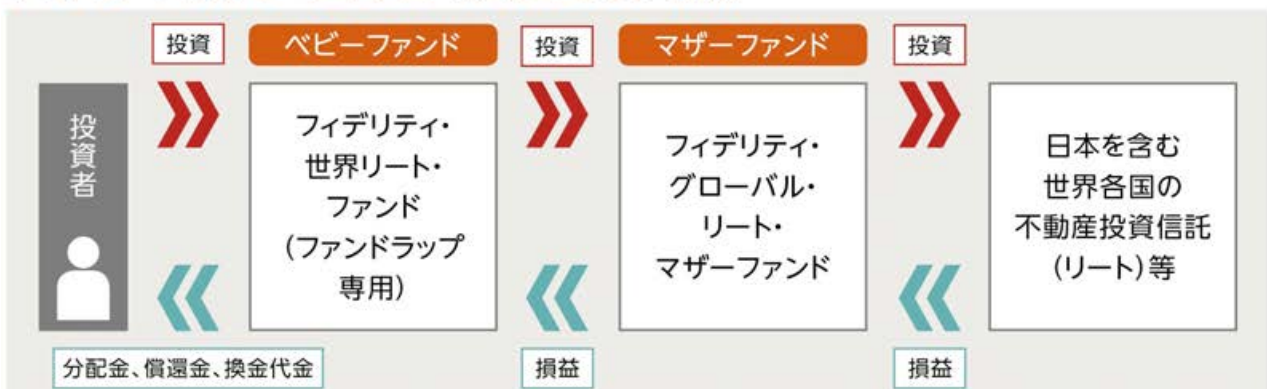 投資
ベビーファンド
投資
マザーファンド
投資
投資者
フィデリティ・
世界リート・
ファンド
(ファンドラップ
専用)
フィデリティ・
グローバル・
リート・
マザーファンド
日本を含む
世界各国の
不動産投資信託
(リート)等
分配金、償還金、換金代金
損益
損益